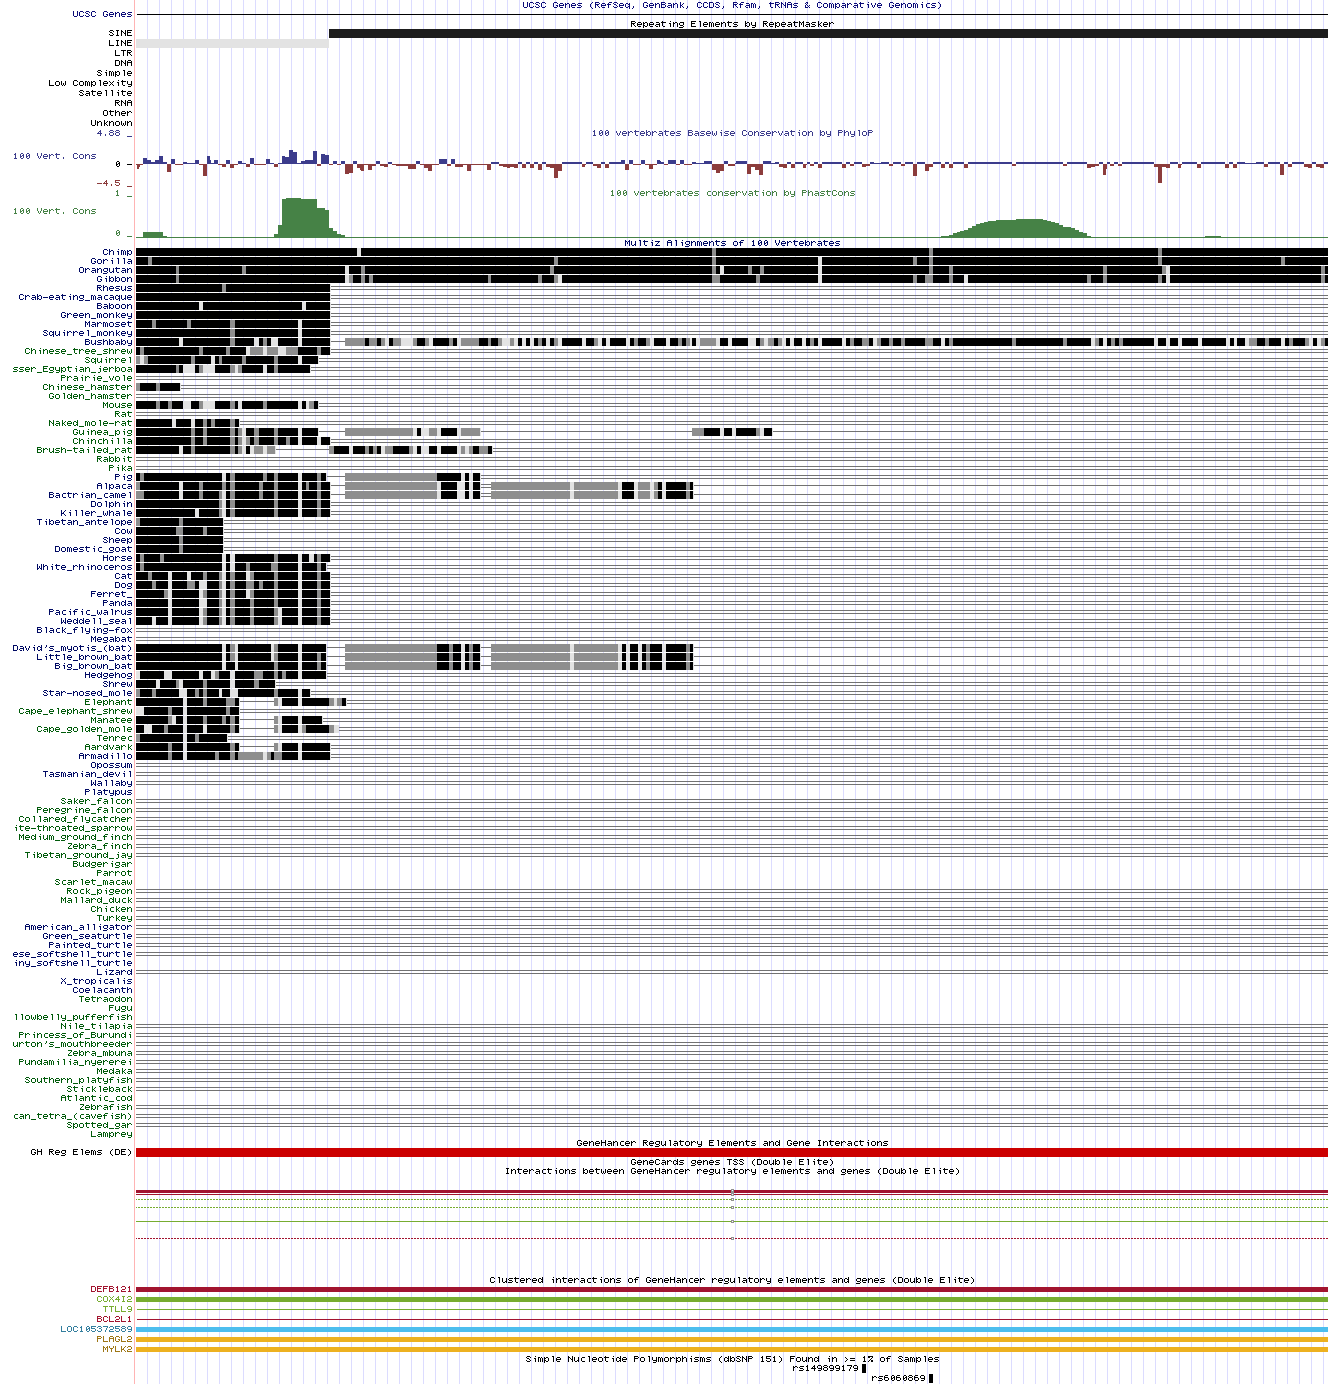 UCSC Genes (RefSeq, GenBank, CCDS, Rfam, tRNAs & Comparative Genomics)
UCSC Genes
Repeating Elements by RepeatMasker
SINE
LINE
LTR
DNA
Simple
Low Complexity
Satellite
RNA
Other
Unknown
4.88 _
100 vertebrates Basewise Conservation by PhyloP
100 Vert. Cons
0 _
-4.5 _
1 _
100 vertebrates conservation by PhastCons
100 Vert. Cons
0 _
Multiz Alignments of 100 Vertebrates
Chimp
Gorilla
Orangutan
Gibbon
Rhesus
Crab-eating_macaque
Baboon
Green_monkey
Marmoset
Squirrel_monkey
Bushbaby
Chinese_tree_shrew
Squirrel
sser_Egyptian_jerboa
Prairie_vole
Chinese_hamster
Golden_hamster
Mouse
Rat
Naked_mole-rat
Guinea_pig
Chinchilla
Brush-tailed_rat
Rabbit
Pika
Pig
Alpaca
Bactrian_camel
Dolphin
Killer_whale
Tibetan_antelope
Cow
Sheep
Domestic_goat
Horse
White_rhinoceros
Cat
Dog
Ferret_
Panda
Pacific_walrus
Weddell_seal
Black_flying-fox
Megabat
David's_myotis_(bat)
Little_brown_bat
Big_brown_bat
Hedgehog
Shrew
Star-nosed_mole
Elephant
Cape_elephant_shrew
Manatee
Cape_golden_mole
Tenrec
Aardvark
Armadillo
Opossum
Tasmanian_devil
Wallaby
Platypus
Saker_falcon
Peregrine_falcon
Collared_flycatcher
ite-throated_sparrow
Medium_ground_finch
Zebra_finch
Tibetan_ground_jay
Budgerigar
Parrot
Scarlet_macaw
Rock_pigeon
Mallard_duck
Chicken
Turkey
American_alligator
Green_seaturtle
Painted_turtle
ese_softshell_turtle
iny_softshell_turtle
Lizard
X_tropicalis
Coelacanth
Tetraodon
Fugu
llowbelly_pufferfish
Nile_tilapia
Princess_of_Burundi
urton's_mouthbreeder
Zebra_mbuna
Pundamilia_nyererei
Medaka
Southern_platyfish
Stickleback
Atlantic_cod
Zebrafish
can_tetra_(cavefish)
Spotted_gar
Lamprey
GeneHancer Regulatory Elements and Gene Interactions
GH Reg Elems (DE)
GeneCards genes TSS (Double Elite)
Interactions between GeneHancer regulatory elements and genes (Double Elite)
Clustered interactions of GeneHancer regulatory elements and genes (Double Elite)
DEFB121
COX4I2
TTLL9
BCL2L1
LOC105372589
PLAGL2
MYLK2
Simple Nucleotide Polymorphisms (dbSNP 151) Found in >= 1% of Samples
rs149899179
rs6060869